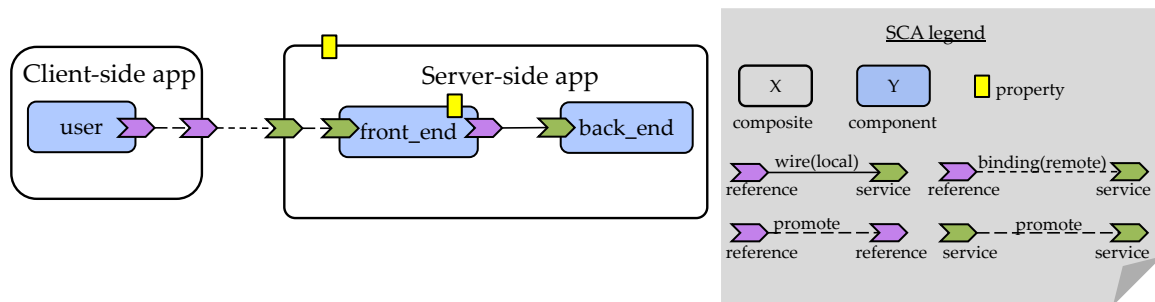 Client-side app
user
Server-side app
front_end
back_end
SCA legend
X
Y
property
composite
component
wire(local)
binding(remote)
reference
service
reference
service
promote
promote
reference
reference
service
service